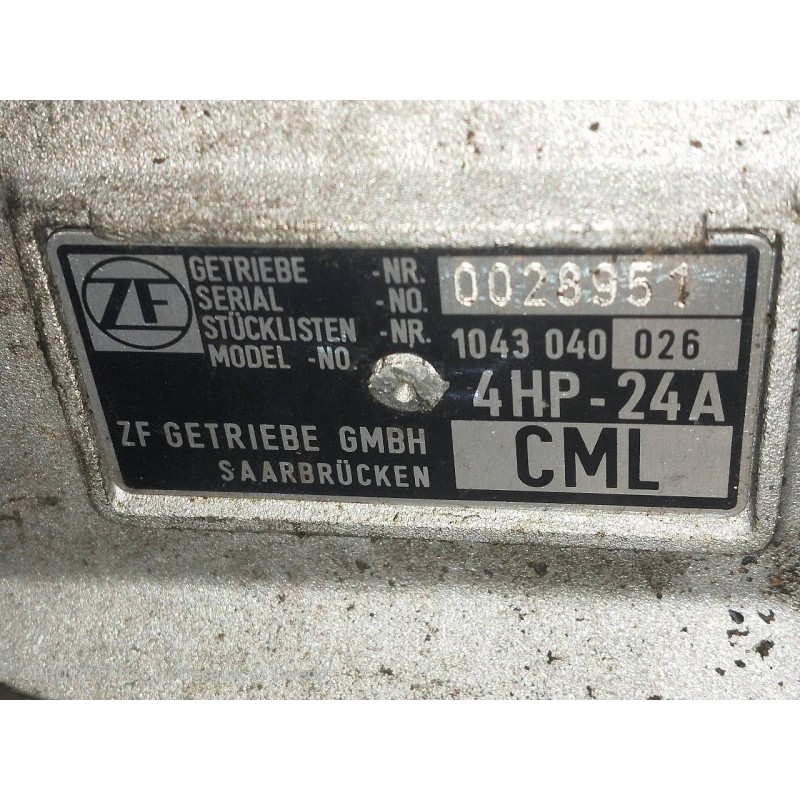 ZF
GETRIEBE -NR. 0028951
SERIAL -NO.
STÜCKLISTEN -NR. 1043 040 026
MODEL -NO.
4HP-24A
ZF GETRIEBE GMBH
SAARBRÜCKEN
CML